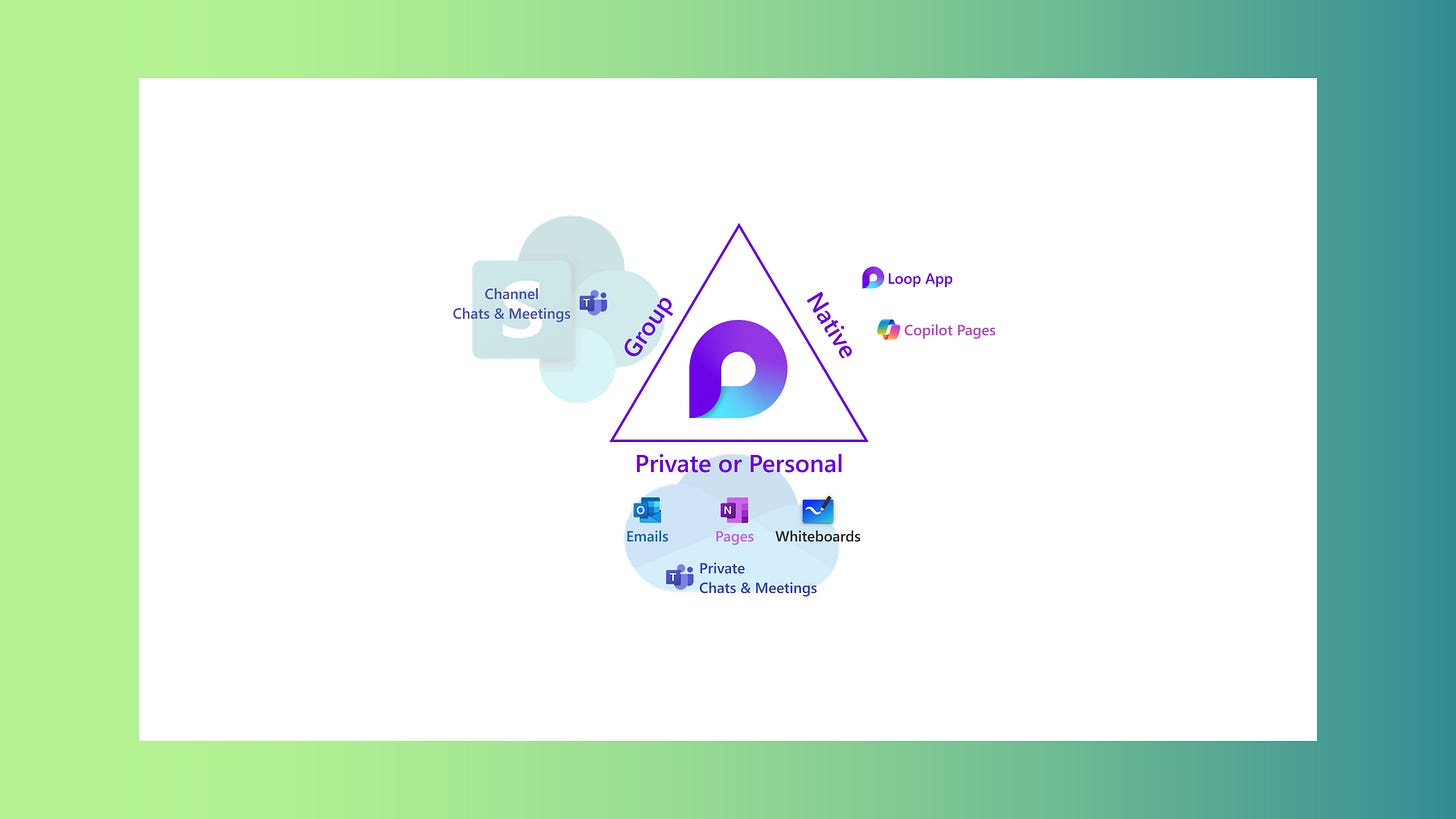 Channel
Chats & Meetings
S
T
Group
Native
Loop App
Copilot Pages
Private or Personal
O
N
Emails
Pages
Whiteboards
T
Private
Chats & Meetings